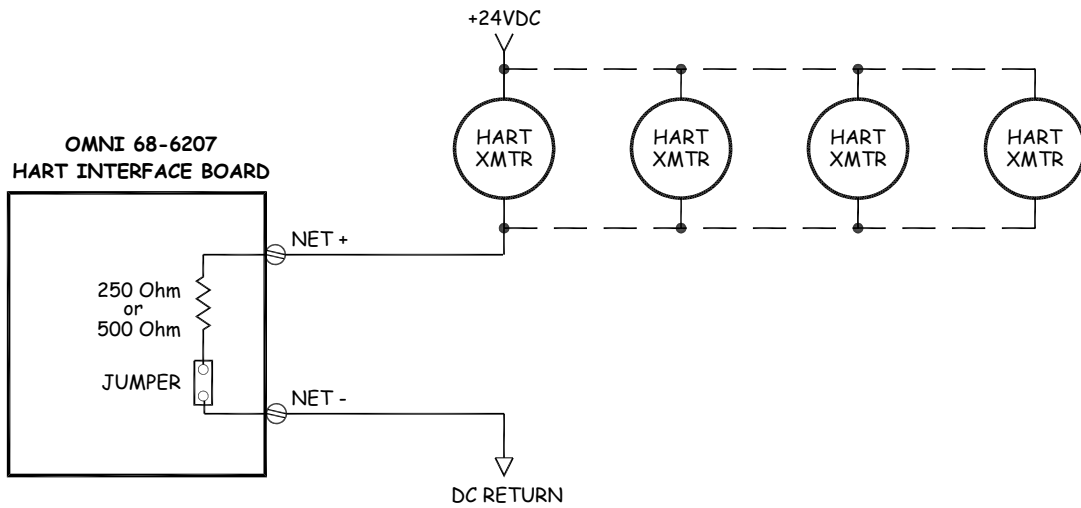 +24VDC
HART
XMTR
HART
XMTR
HART
XMTR
HART
XMTR
OMNI 68-6207
HART INTERFACE BOARD
NET +
250 Ohm
or
500 Ohm
JUMPER
NET -
DC RETURN